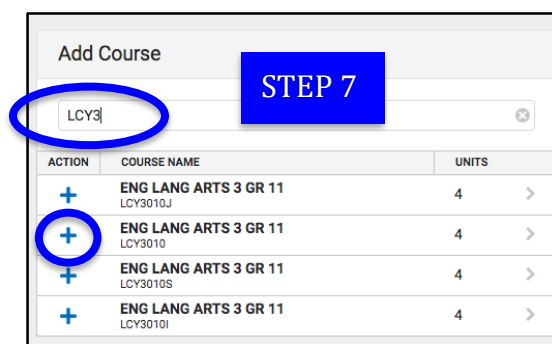 Add Course
STEP 7
LCY3
ACTION COURSE NAME UNITS
ENG LANG ARTS 3 GR 11
LCY3010J
4
ENG LANG ARTS 3 GR 11
LCY3010
4
ENG LANG ARTS 3 GR 11
LCY3010S
4
ENG LANG ARTS 3 GR 11
LCY3010I
4